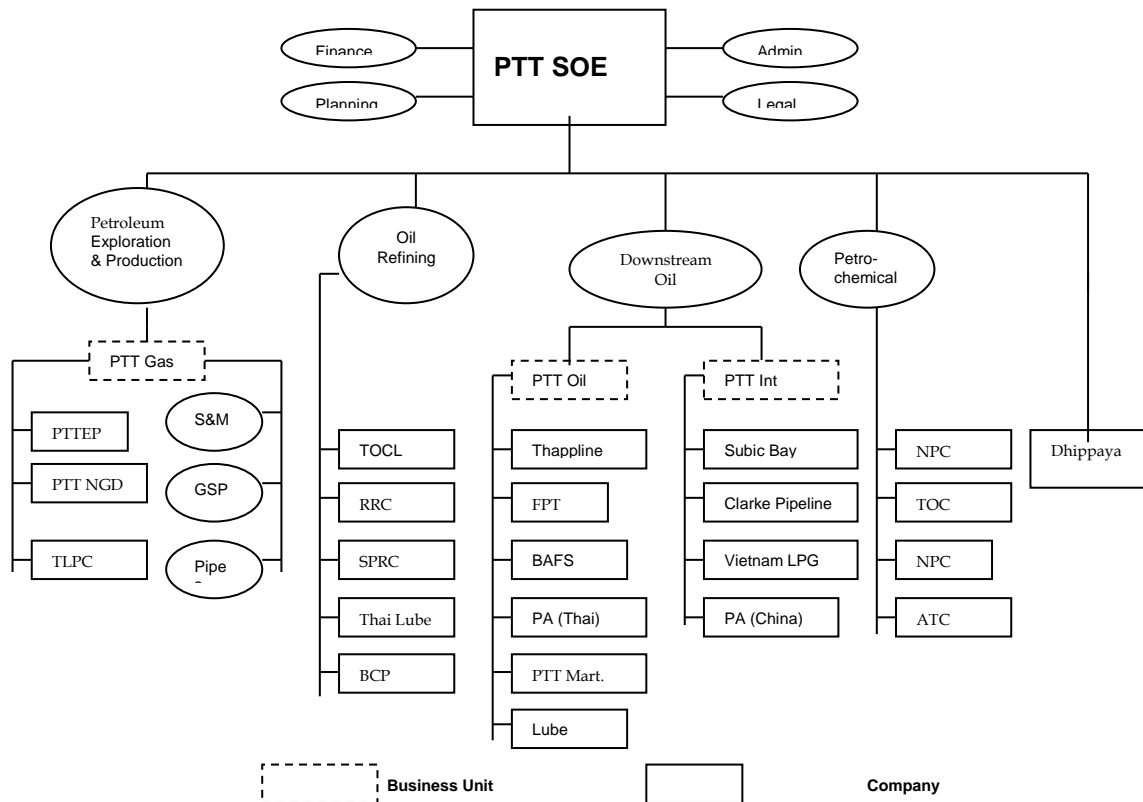 PTT SOE
Finance
Planning
Admin
Legal
Petroleum
Exploration
& Production
Oil
Refining
Downstream
Oil
Petro-
chemical
PTT Gas
PTTEP
PTT NGD
TLPC
S&M
GSP
Pipe
TOCL
RRC
SPRC
Thai Lube
BCP
PTT Oil
Thappline
FPT
BAFS
PA (Thai)
PTT Mart.
Lube
PTT Int
Subic Bay
Clarke Pipeline
Vietnam LPG
PA (China)
NPC
TOC
NPC
ATC
Dhippaya
Business Unit
Company